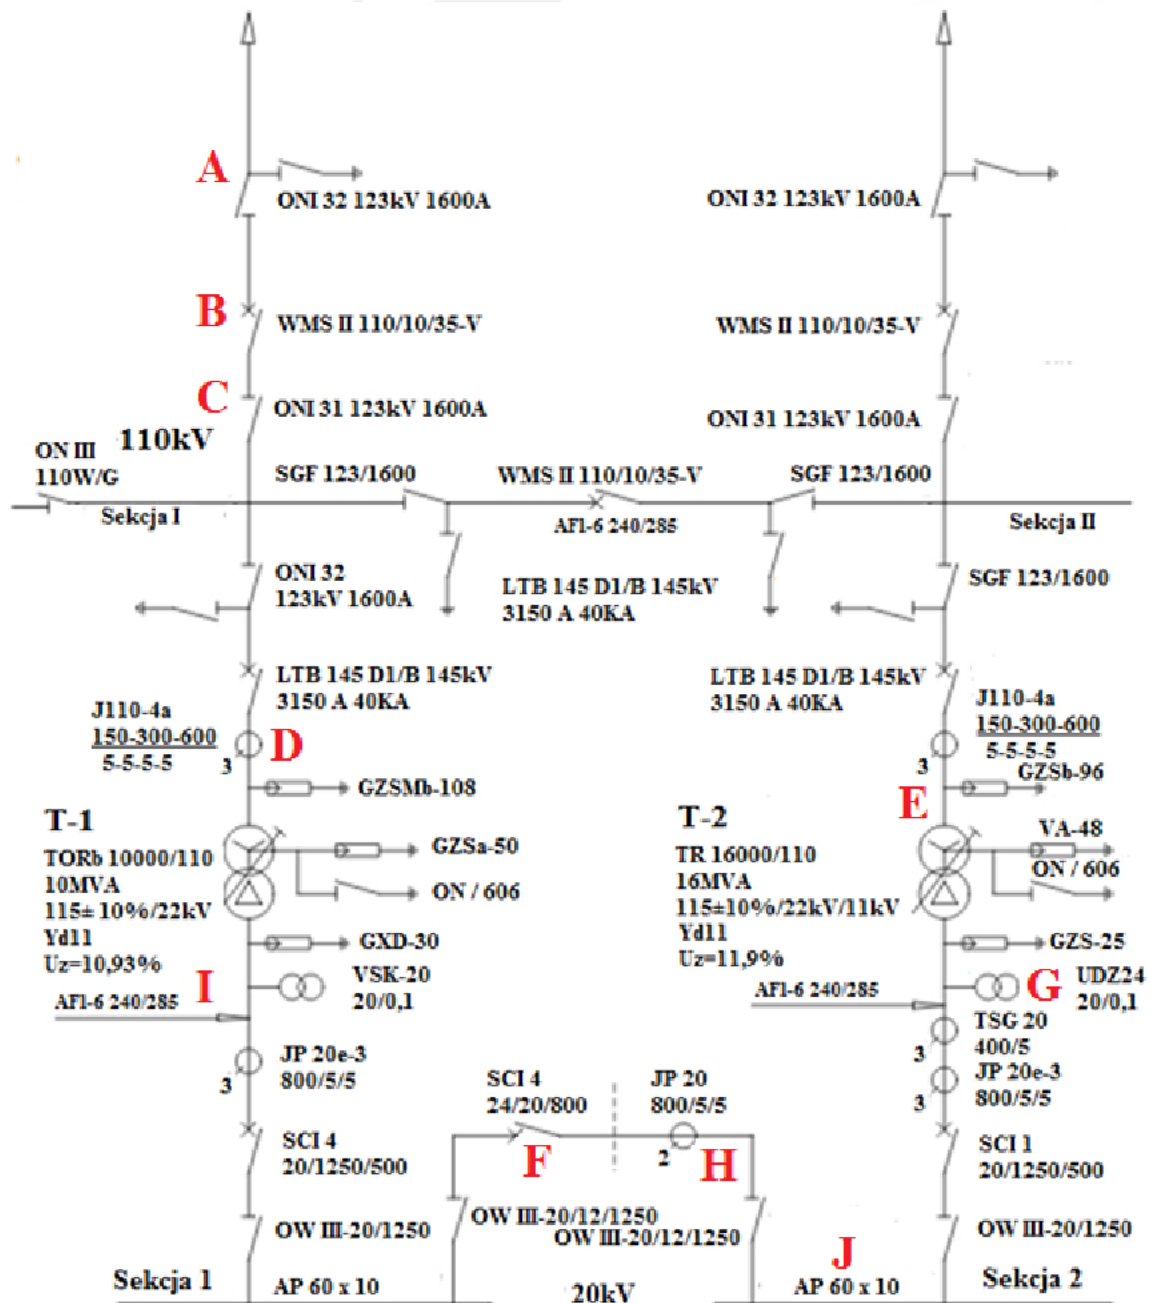 A
ONI 32 123kV 1600A
ONI 32 123kV 1600A
B
WMS II 110/10/35-V
WMS II 110/10/35-V
C
ONI 31 123kV 1600A
ONI 31 123kV 1600A
110kV
ON III
110W/G
SGF 123/1600
WMS II 110/10/35-V
SGF 123/1600
Sekcja I
AFl-6 240/285
Sekcja II
ONI 32
123kV 1600A
LTB 145 D1/B 145kV
3150 A 40KA
SGF 123/1600
LTB 145 D1/B 145kV
3150 A 40KA
LTB 145 D1/B 145kV
3150 A 40KA
J110-4a
150-300-600
5-5-5-5
3
D
J110-4a
150-300-600
5-5-5-5
3
GZSMb-108
GZSb-96
E
T-1
TORb 10000/110
10MVA
115± 10%/22kV
Yd11
Uz=10,93%
GZSa-50
ON / 606
T-2
TR 16000/110
16MVA
115±10%/22kV/11kV
Yd11
Uz=11,9%
VA-48
ON / 606
GXD-30
GZS-25
I
VSK-20
20/0,1
G
UDZ24
20/0,1
AFl-6 240/285
AFl-6 240/285
TSG 20
400/5
3
JP 20e-3
800/5/5
3
JP 20e-3
800/5/5
3
SCI 4
24/20/800
JP 20
800/5/5
2
F
H
SCI 4
20/1250/500
SCI 1
20/1250/500
OW III-20/1250
OW III-20/12/1250
OW III-20/12/1250
OW III-20/1250
J
Sekcja 1
AP 60 x 10
20kV
AP 60 x 10
Sekcja 2